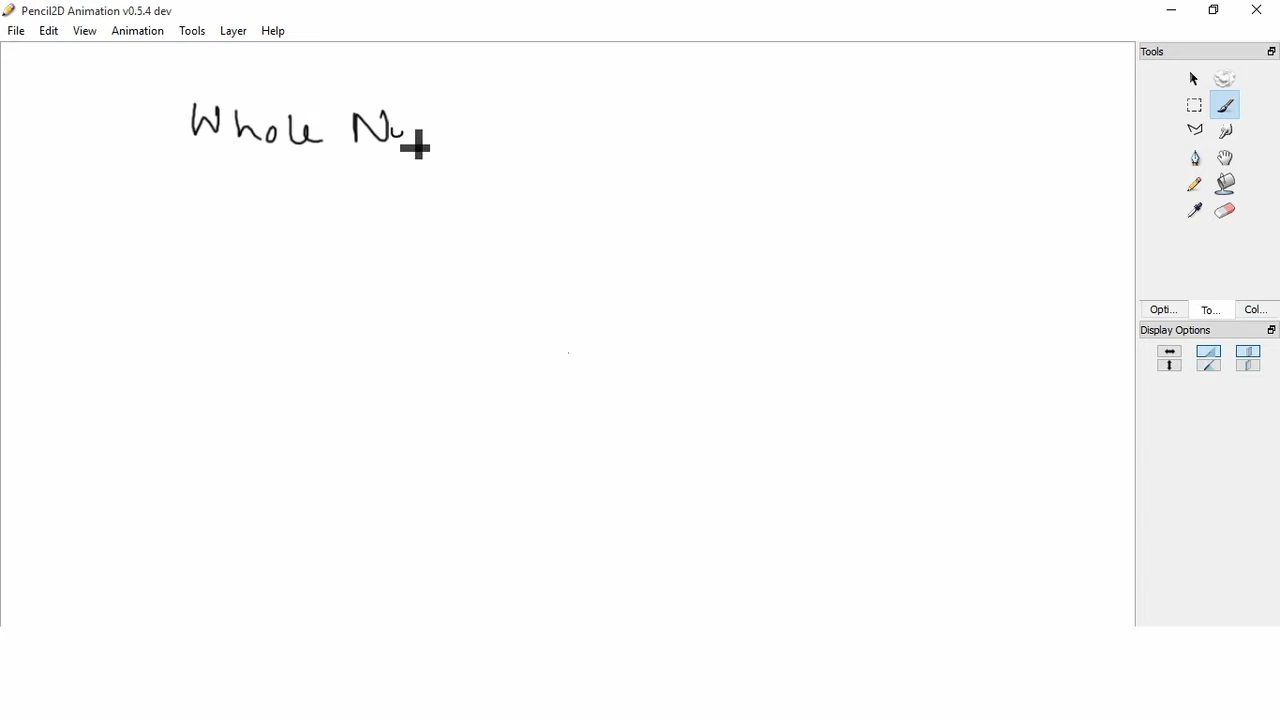 Pencil2D Animation v0.5.4 dev
File Edit View Animation Tools Layer Help
Tools
Whole Nu
Opti... To... Col...
Display Options